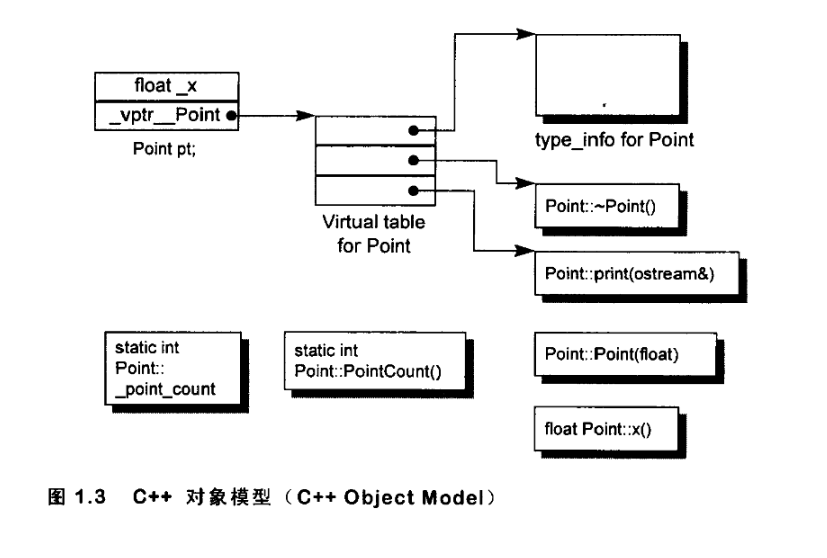 float _x
_vptr__Point
Point pt;
Virtual table
for Point
type_info for Point
Point::~Point()
Point::print(ostream&)
static int
Point::
_point_count
static int
Point::PointCount()
Point::Point(float)
float Point::x()
图 1.3 C++ 对象模型（C++ Object Model）